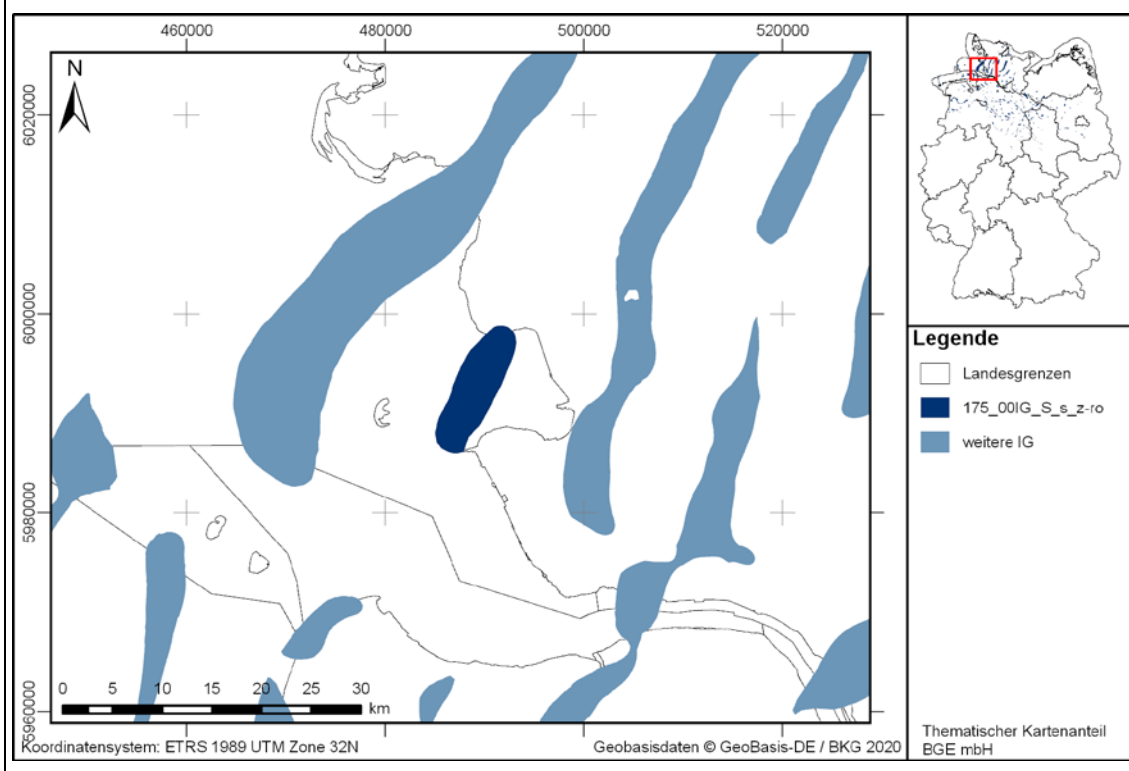 460000 480000 500000 520000
N
6020000
6000000
5980000
5960000
0 5 10 15 20 25 30
km
Koordinatensystem: ETRS 1989 UTM Zone 32N
Geobasisdaten © GeoBasis-DE / BKG 2020
Legende
Landesgrenzen
175_00IG_S_s_z-ro
weitere IG
Thematischer Kartenanteil
BGE mbH